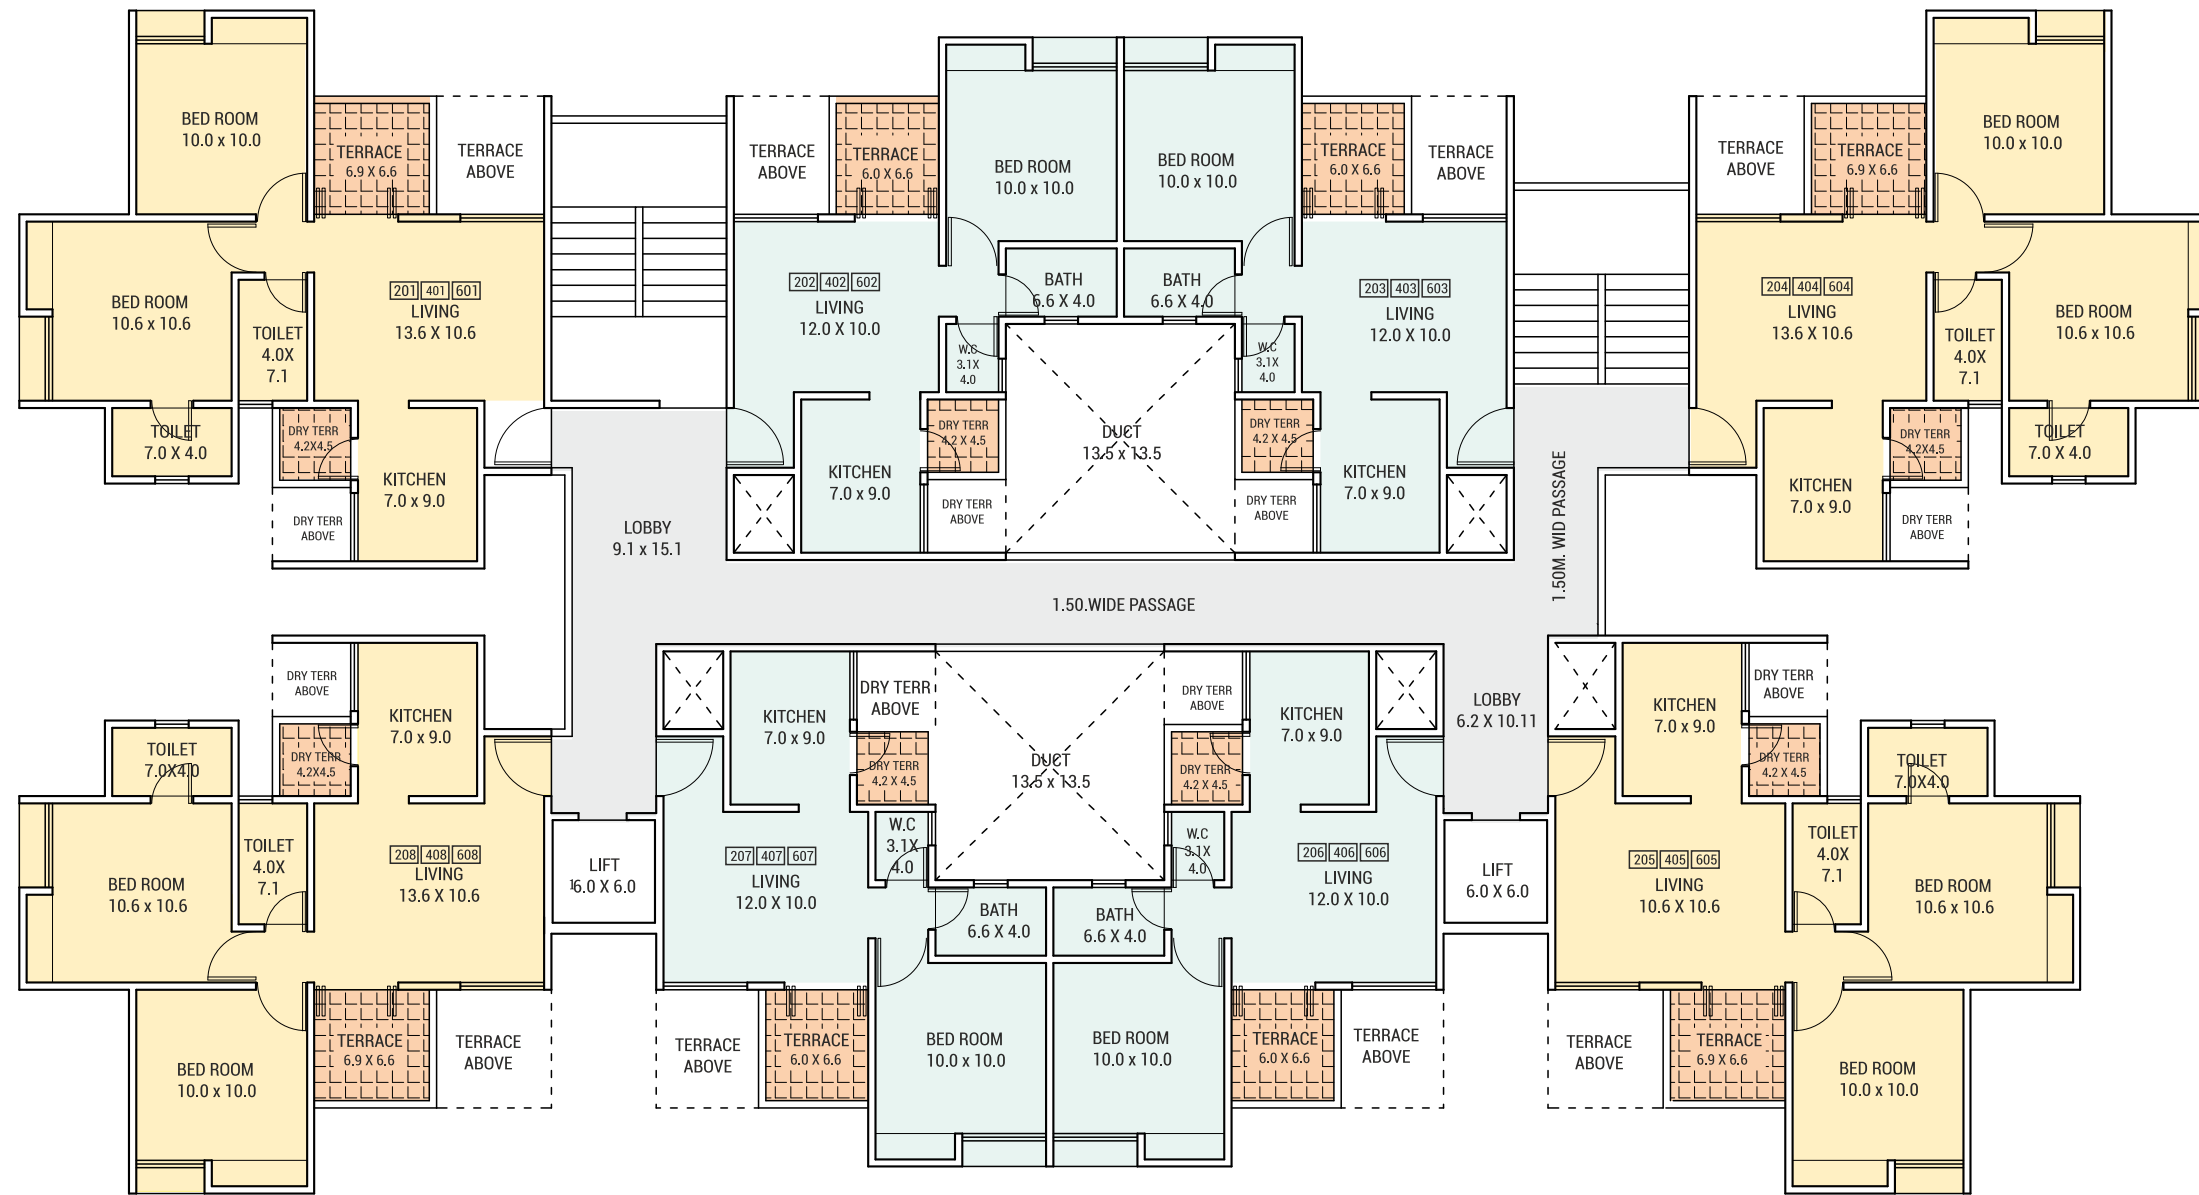 BED ROOM
10.0 x 10.0
TERRACE
6.9 X 6.6
TERRACE
ABOVE
BED ROOM
10.6 x 10.6
TOILET
4.0X
7.1
201 401 601
LIVING
13.6 X 10.6
TOILET
7.0 X 4.0
DRY TERR
4.2X4.5
KITCHEN
7.0 x 9.0
DRY TERR
ABOVE
TERRACE
ABOVE
TERRACE
6.0 X 6.6
BED ROOM
10.0 x 10.0
202 402 602
LIVING
12.0 X 10.0
BATH
6.6 X 4.0
W.C
3.1X
4.0
KITCHEN
7.0 x 9.0
DRY TERR
4.2 X 4.5
DRY TERR
ABOVE
DUCT
13.5 x 13.5
BED ROOM
10.0 x 10.0
TERRACE
6.0 X 6.6
TERRACE
ABOVE
BATH
6.6 X 4.0
203 403 603
LIVING
12.0 X 10.0
W.C
3.1X
4.0
DRY TERR
4.2 X 4.5
KITCHEN
7.0 x 9.0
DRY TERR
ABOVE
TERRACE
ABOVE
TERRACE
6.9 X 6.6
BED ROOM
10.0 x 10.0
204 404 604
LIVING
13.6 X 10.6
TOILET
4.0X
7.1
BED ROOM
10.6 x 10.6
TOILET
7.0 X 4.0
DRY TERR
4.2X4.5
KITCHEN
7.0 x 9.0
DRY TERR
ABOVE
LOBBY
9.1 x 15.1
1.50.WIDE PASSAGE
1.50M. WID PASSAGE
LOBBY
6.2 X 10.11
DRY TERR
ABOVE
KITCHEN
7.0 x 9.0
TOILET
7.0X4.0
DRY TERR
4.2X4.5
BED ROOM
10.6 x 10.6
TOILET
4.0X
7.1
208 408 608
LIVING
13.6 X 10.6
LIFT
16.0 X 6.0
BED ROOM
10.0 x 10.0
TERRACE
6.9 X 6.6
TERRACE
ABOVE
KITCHEN
7.0 x 9.0
DRY TERR
ABOVE
DRY TERR
4.2 X 4.5
DUCT
13.5 x 13.5
207 407 607
LIVING
12.0 X 10.0
W.C
3.1X
4.0
BATH
6.6 X 4.0
TERRACE
ABOVE
TERRACE
6.0 X 6.6
BED ROOM
10.0 x 10.0
DRY TERR
ABOVE
KITCHEN
7.0 x 9.0
DRY TERR
4.2 X 4.5
W.C
3.1X
4.0
206 406 606
LIVING
12.0 X 10.0
BATH
6.6 X 4.0
BED ROOM
10.0 x 10.0
TERRACE
6.0 X 6.6
TERRACE
ABOVE
LIFT
6.0 X 6.0
KITCHEN
7.0 x 9.0
DRY TERR
ABOVE
DRY TERR
4.2 X 4.5
TOILET
7.0X4.0
205 405 605
LIVING
10.6 X 10.6
TOILET
4.0X
7.1
BED ROOM
10.6 x 10.6
TERRACE
ABOVE
TERRACE
6.9 X 6.6
BED ROOM
10.0 x 10.0